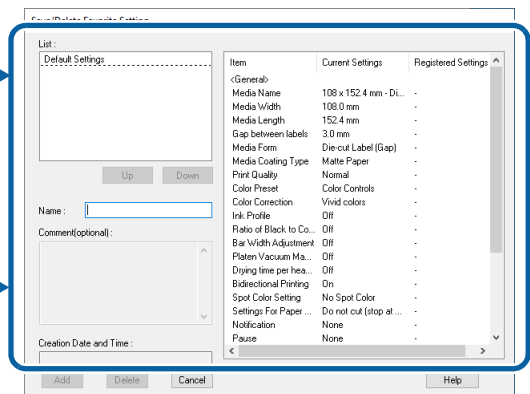 Save/Delete Favorite Setting
List :
Default Settings
Up Down
Name :
Comment(optional) :
Creation Date and Time :
Item Current Settings Registered Settings
<General>
Media Name 108 x 152.4 mm - Di... -
Media Width 108.0 mm -
Media Length 152.4 mm -
Gap between labels 3.0 mm -
Media Form Die-cut Label (Gap) -
Media Coating Type Matte Paper -
Print Quality Normal -
Color Preset Color Controls -
Color Correction Vivid colors -
Ink Profile Off -
Ratio of Black to Co... Off -
Bar Width Adjustment Off -
Platen Vacuum Ma... Off -
Drying time per hea... Off -
Bidirectional Printing On -
Spot Color Setting No Spot Color -
Settings For Paper ... Do not cut (stop at ... -
Notification None -
Pause None -
Add Delete Cancel Help